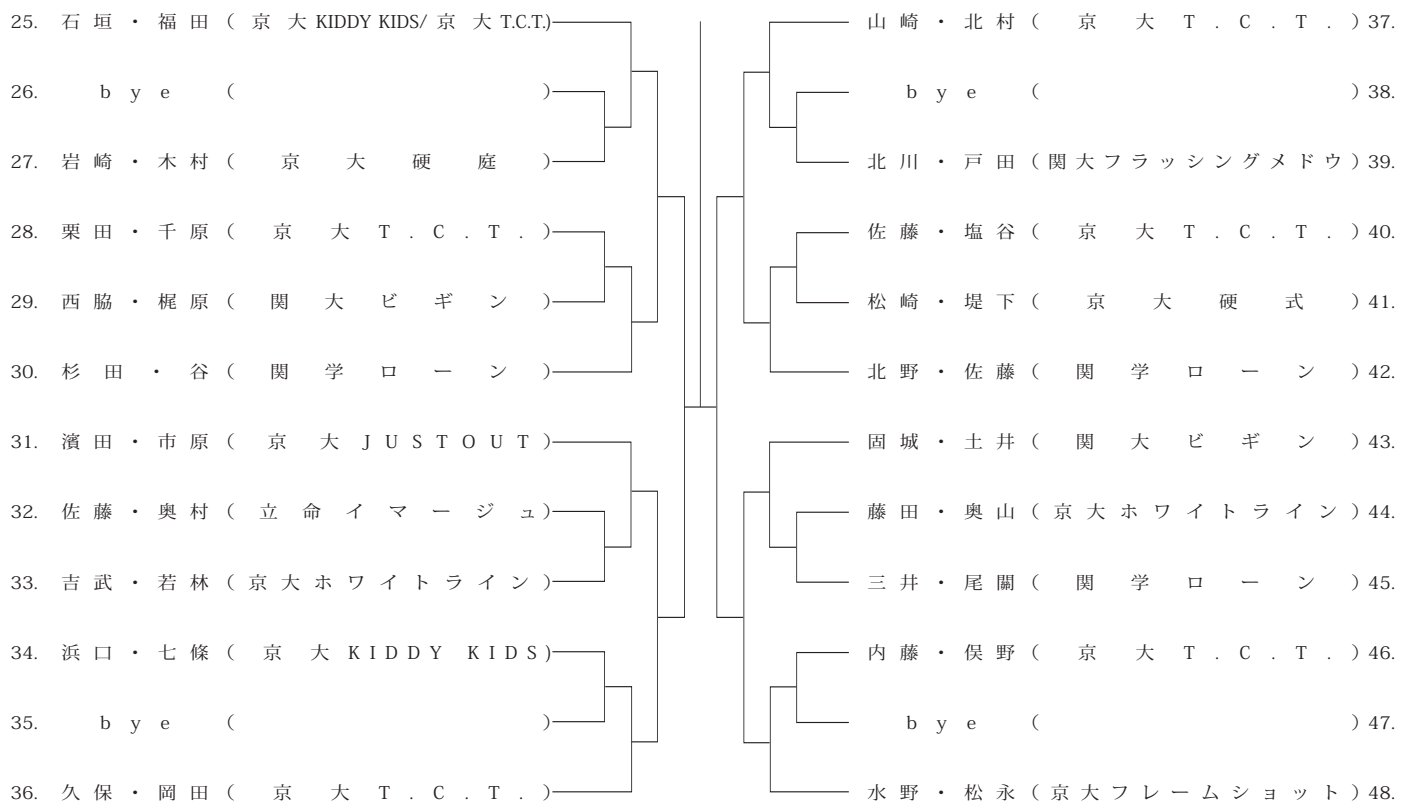 25. 石垣・福田(京大KIDDY KIDS/京大T.C.T.)
26. bye ( )
27. 岩崎・木村(京大硬庭)
28. 栗田・千原(京大T.C.T.)
29. 西脇・梶原(関大ビギン)
30. 杉田・谷(関学ローン)
31. 濱田・市原(京大JUSTOUT)
32. 佐藤・奥村(立命イマージュ)
33. 吉武・若林(京大ホワイトライン)
34. 浜口・七條(京大KIDDY KIDS)
35. bye ( )
36. 久保・岡田(京大T.C.T.)
山崎・北村(京大T.C.T.)37.
bye ( )38.
北川・戸田(関大フラッシングメドウ)39.
佐藤・塩谷(京大T.C.T.)40.
松崎・堤下(京大硬式)41.
北野・佐藤(関学ローン)42.
固城・土井(関大ビギン)43.
藤田・奥山(京大ホワイトライン)44.
三井・尾關(関学ローン)45.
内藤・俣野(京大T.C.T.)46.
bye ( )47.
水野・松永(京大フレームショット)48.